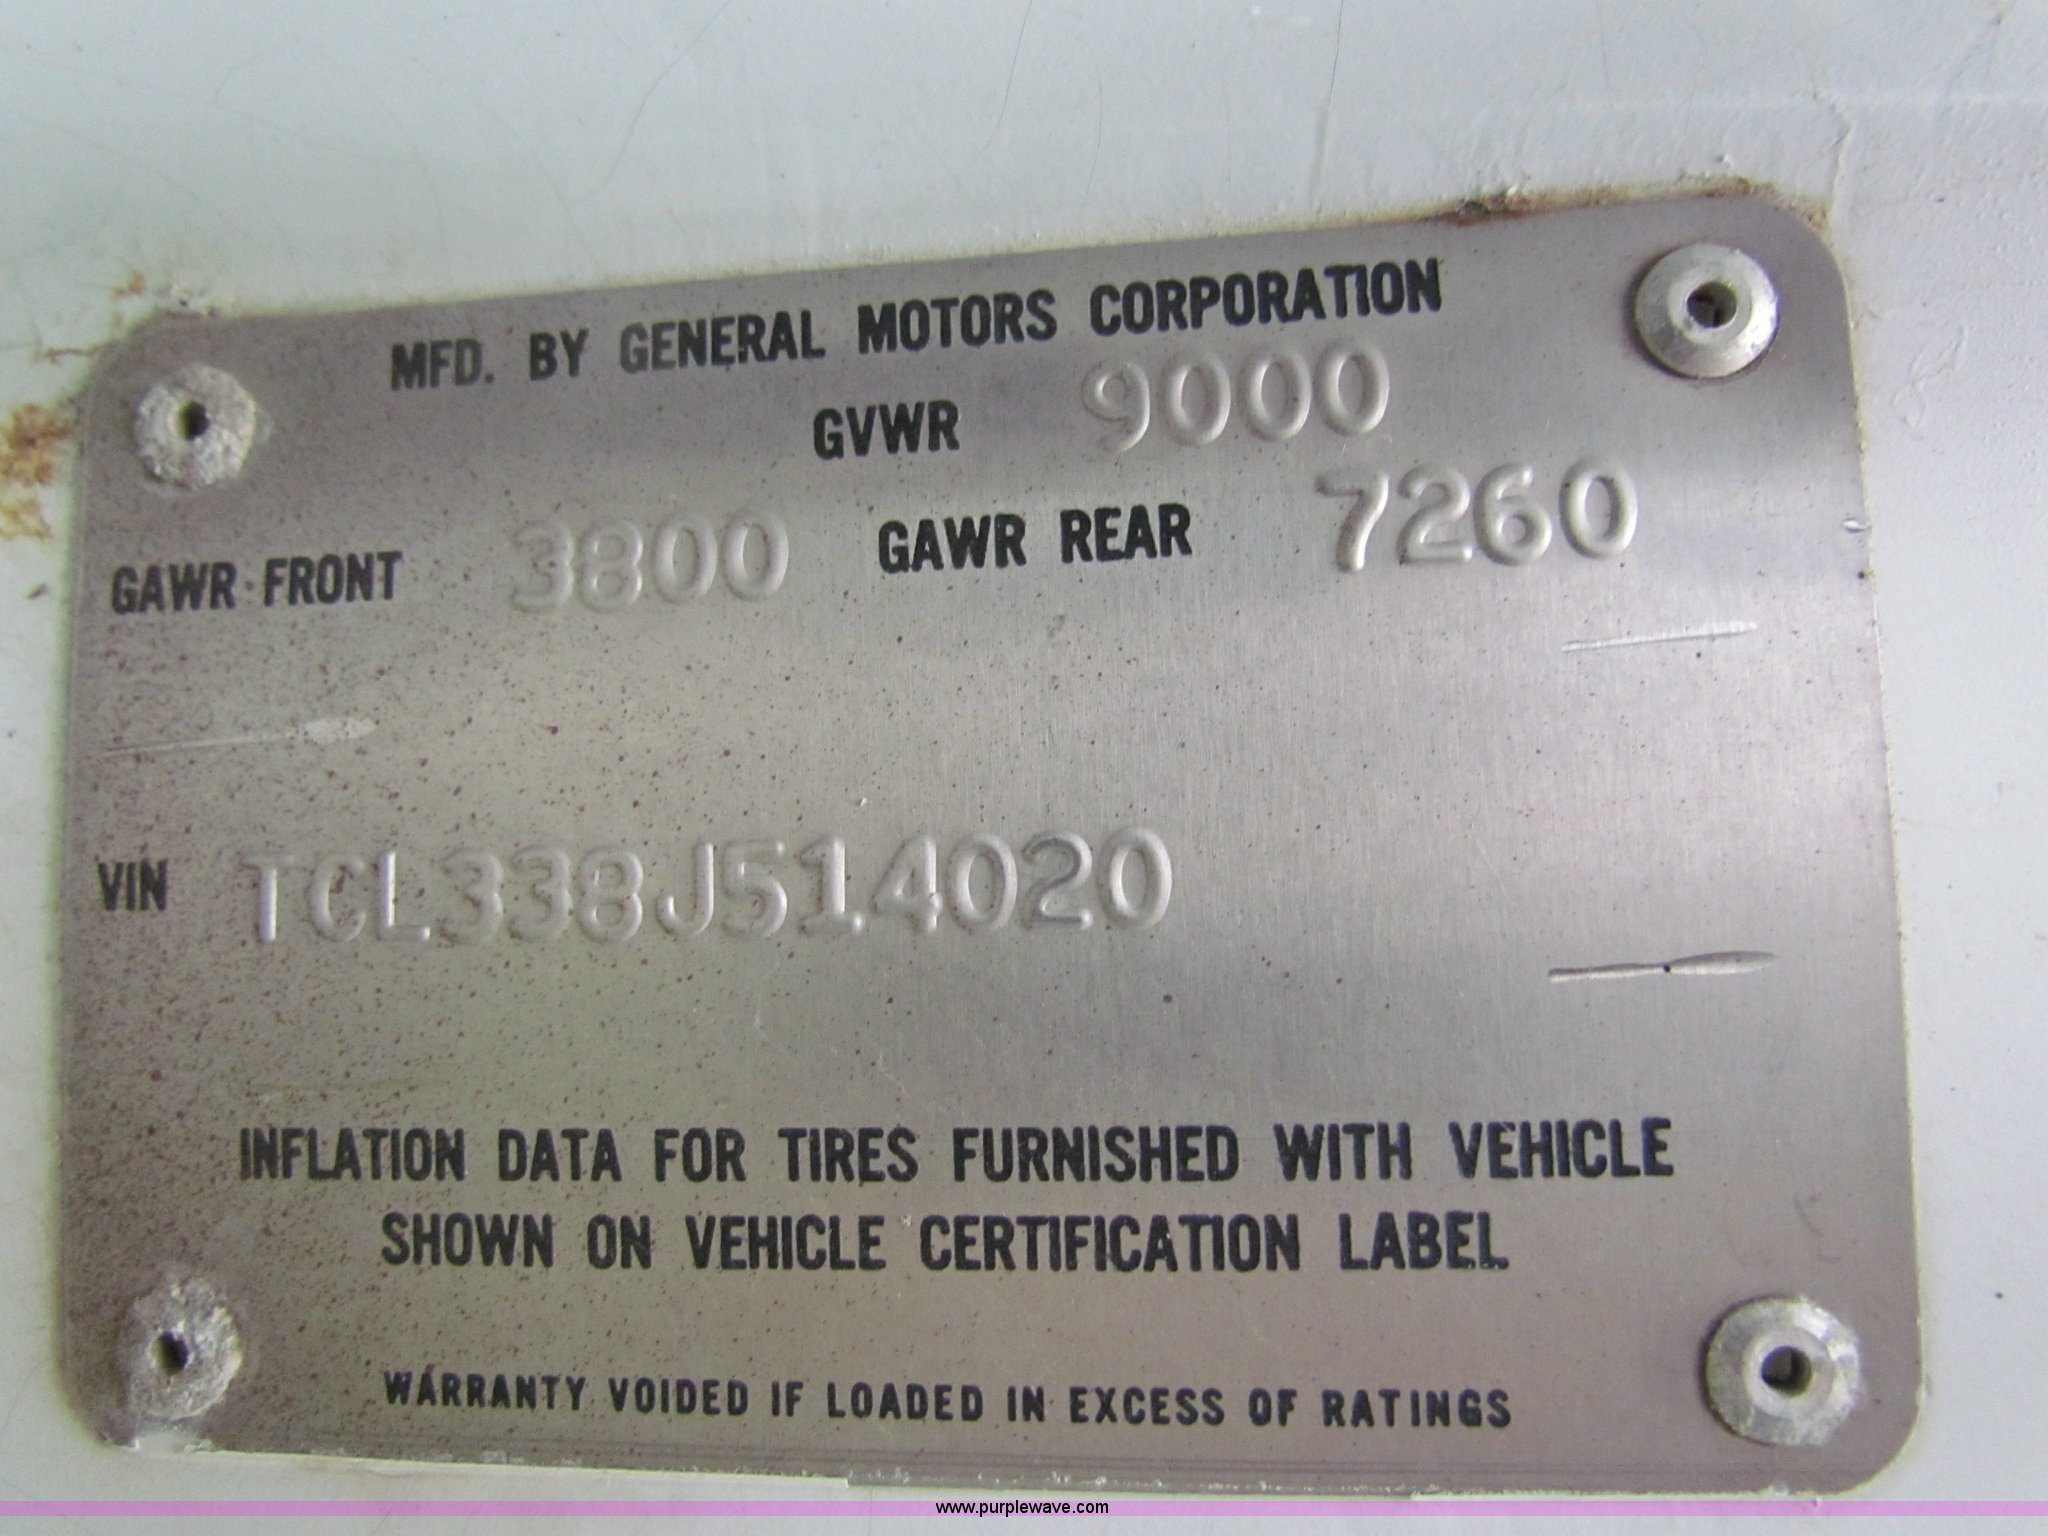 MFD. BY GENERAL MOTORS CORPORATION
GVWR 9000
GAWR FRONT 3800 GAWR REAR 7260
VIN TCL338J514020
INFLATION DATA FOR TIRES FURNISHED WITH VEHICLE
SHOWN ON VEHICLE CERTIFICATION LABEL
WARRANTY VOIDED IF LOADED IN EXCESS OF RATINGS
www.purplewave.com